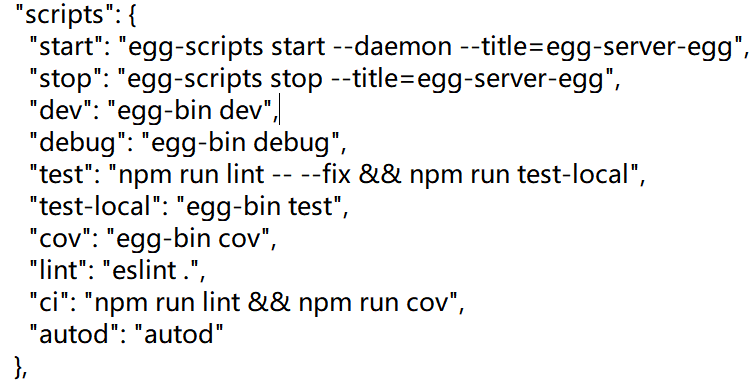 "scripts": {
"start": "egg-scripts start --daemon --title=egg-server-egg",
"stop": "egg-scripts stop --title=egg-server-egg",
"dev": "egg-bin dev",
"debug": "egg-bin debug",
"test": "npm run lint -- --fix && npm run test-local",
"test-local": "egg-bin test",
"cov": "egg-bin cov",
"lint": "eslint .",
"ci": "npm run lint && npm run cov",
"autod": "autod"
},